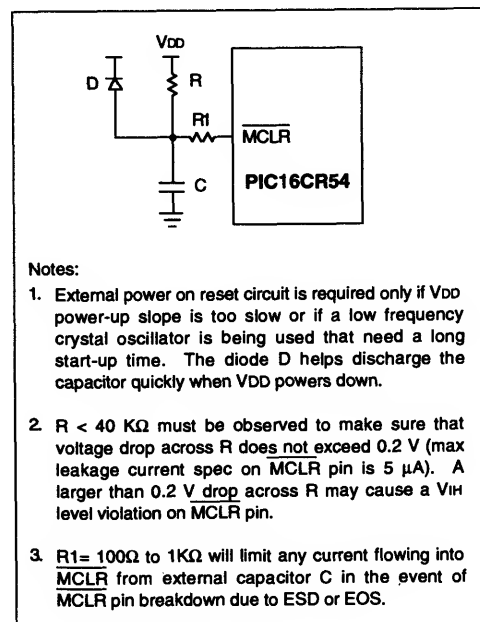 VDD
D
R
R1
MCLR
C
PIC16CR54
Notes:
1. External power on reset circuit is required only if VDD
power-up slope is too slow or if a low frequency
crystal oscillator is being used that need a long
start-up time. The diode D helps discharge the
capacitor quickly when VDD powers down.
2. R < 40 KΩ must be observed to make sure that
voltage drop across R does not exceed 0.2 V (max
leakage current spec on MCLR pin is 5 µA). A
larger than 0.2 V drop across R may cause a VIH
level violation on MCLR pin.
3. R1= 100Ω to 1KΩ will limit any current flowing into
MCLR from external capacitor C in the event of
MCLR pin breakdown due to ESD or EOS.